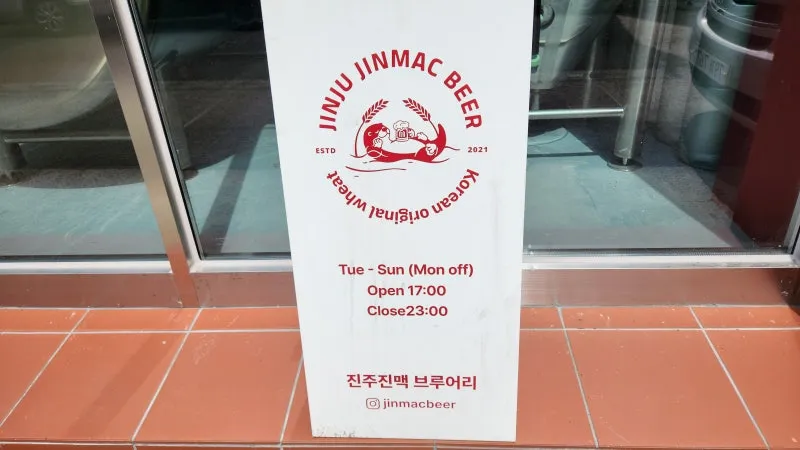 JINJU JINMAC BEER
ESTD 2021
Korean original wheat
Tue - Sun (Mon off)
Open 17:00
Close23:00
진주진맥 브루어리
jinmacbeer